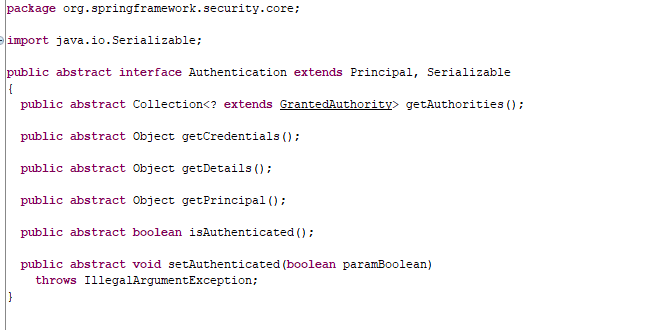 package org.springframework.security.core;
import java.io.Serializable;
public abstract interface Authentication extends Principal, Serializable
{
public abstract Collection<? extends GrantedAuthority> getAuthorities();
public abstract Object getCredentials();
public abstract Object getDetails();
public abstract Object getPrincipal();
public abstract boolean isAuthenticated();
public abstract void setAuthenticated(boolean paramBoolean)
throws IllegalArgumentException;
}